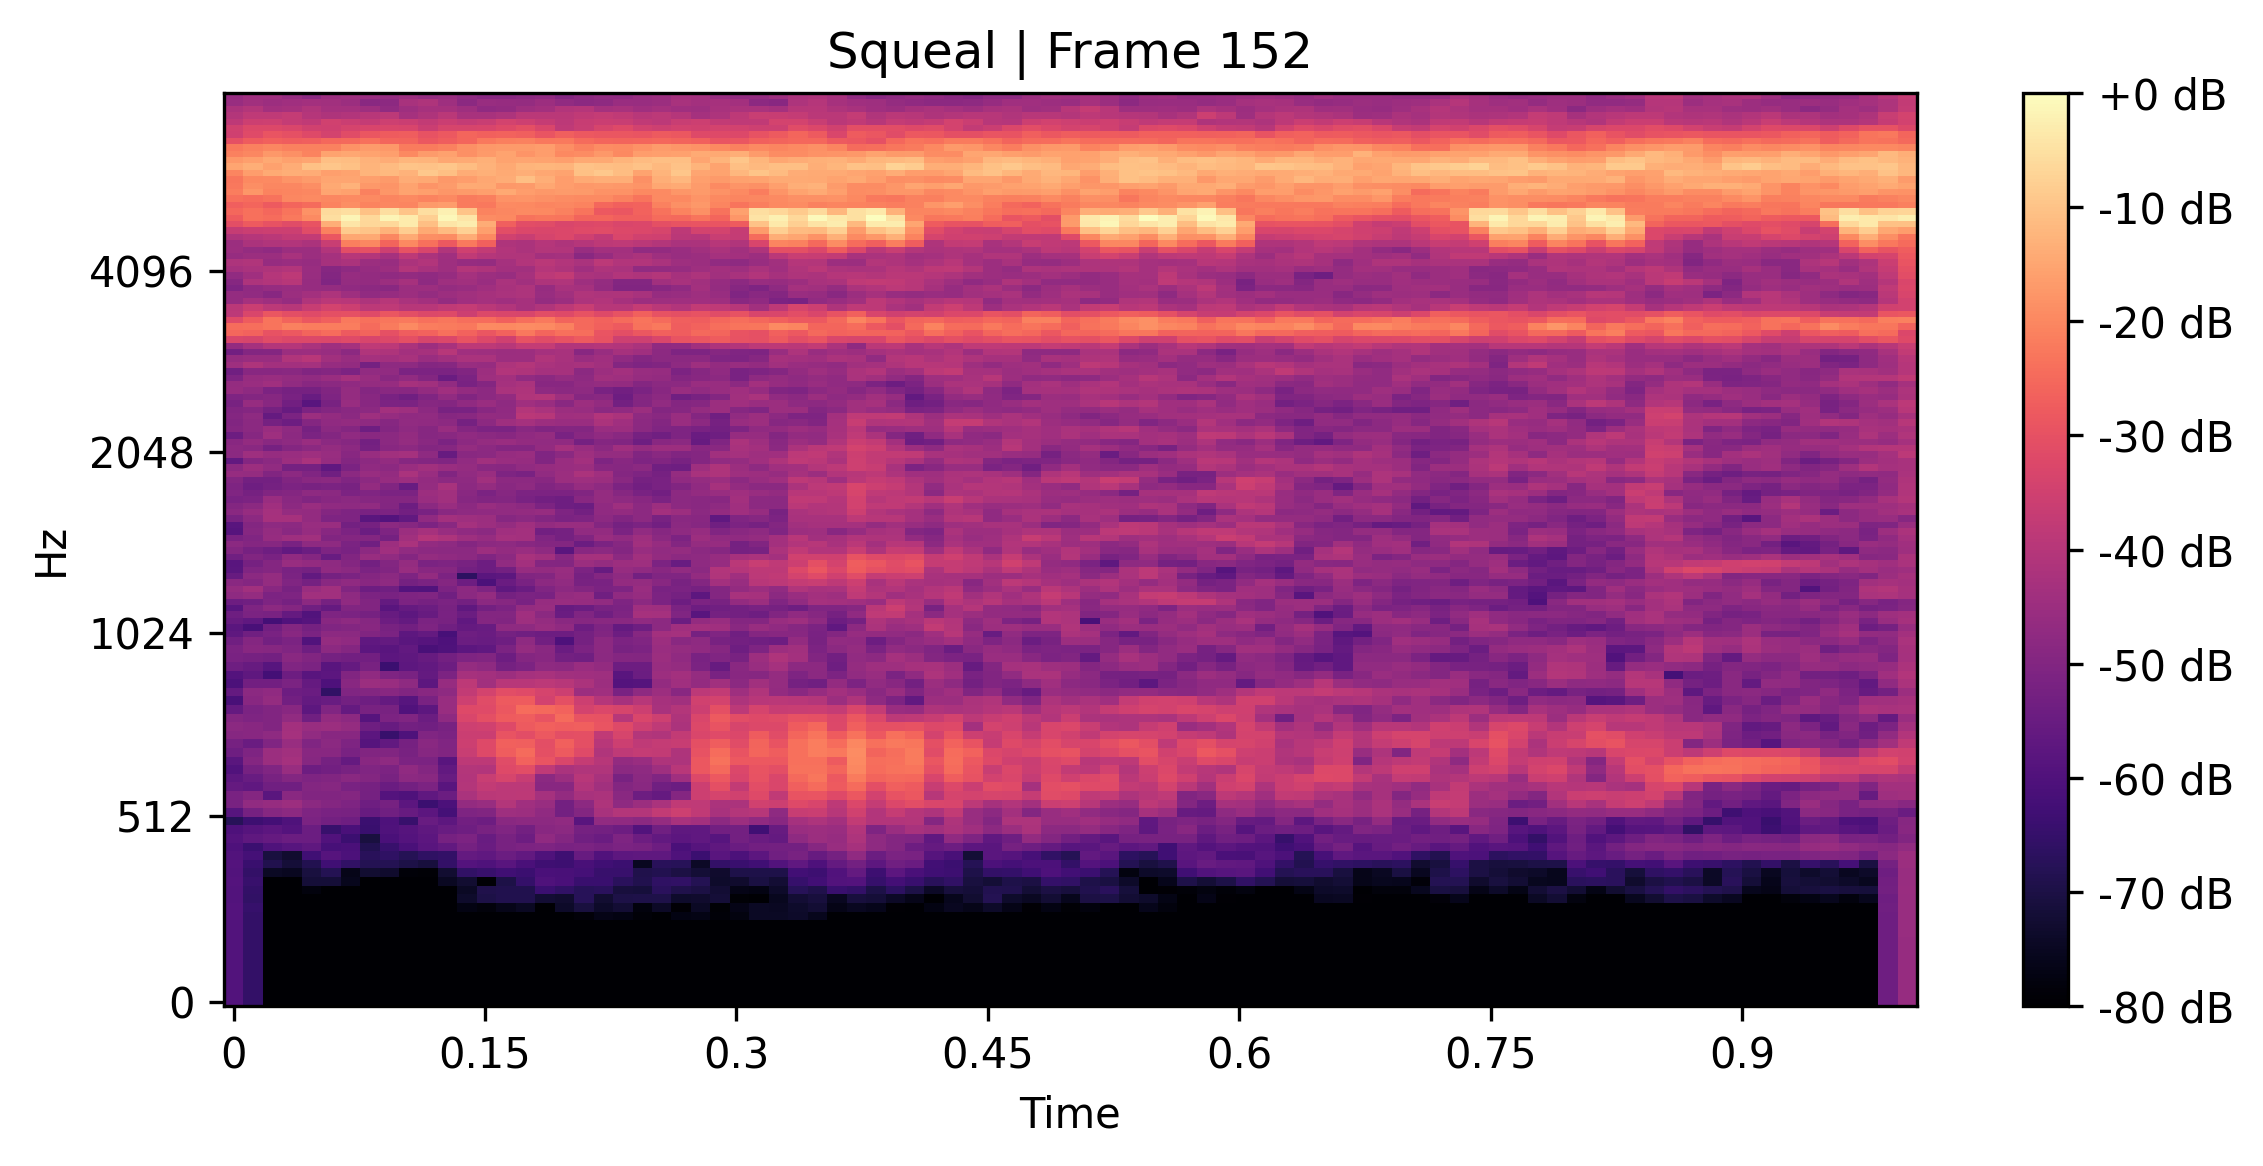 Squeal | Frame 152
+0 dB
-10 dB
-20 dB
-30 dB
-40 dB
-50 dB
-60 dB
-70 dB
-80 dB
Hz
4096
2048
1024
512
0
0 0.15 0.3 0.45 0.6 0.75 0.9
Time